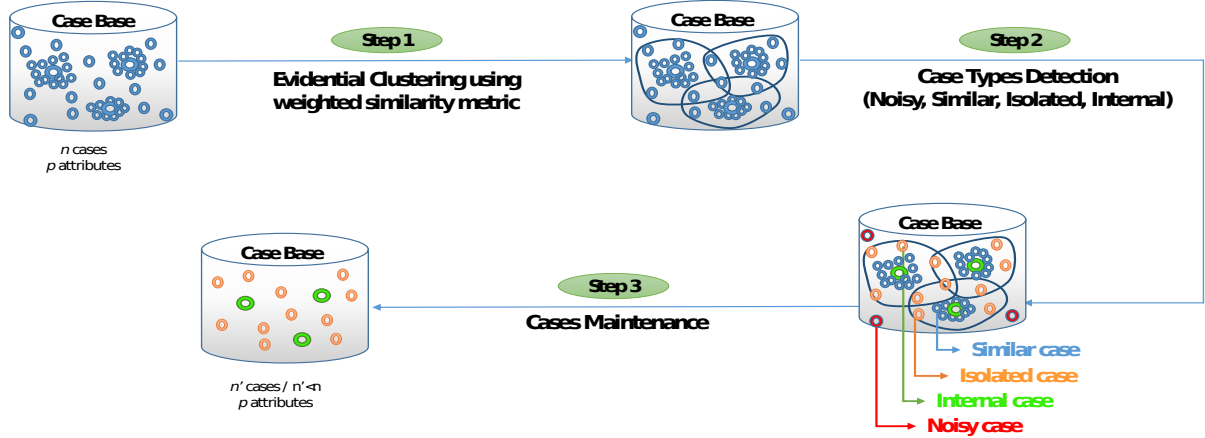 Case Base
n cases
p attributes
Step 1
Evidential Clustering using
weighted similarity metric
Case Base
Step 2
Case Types Detection
(Noisy, Similar, Isolated, Internal)
Case Base
Similar case
Isolated case
Internal case
Noisy case
Step 3
Cases Maintenance
Case Base
n' cases / n'<n
p attributes